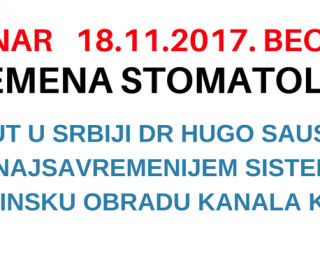 NAR 18.11.2017. BEO
EMENA STOMATOL
UT U SRBIJI DR HUGO SAUS
NAJSAVREMENIJEM SISTE
INSKU OBRADU KANALA K